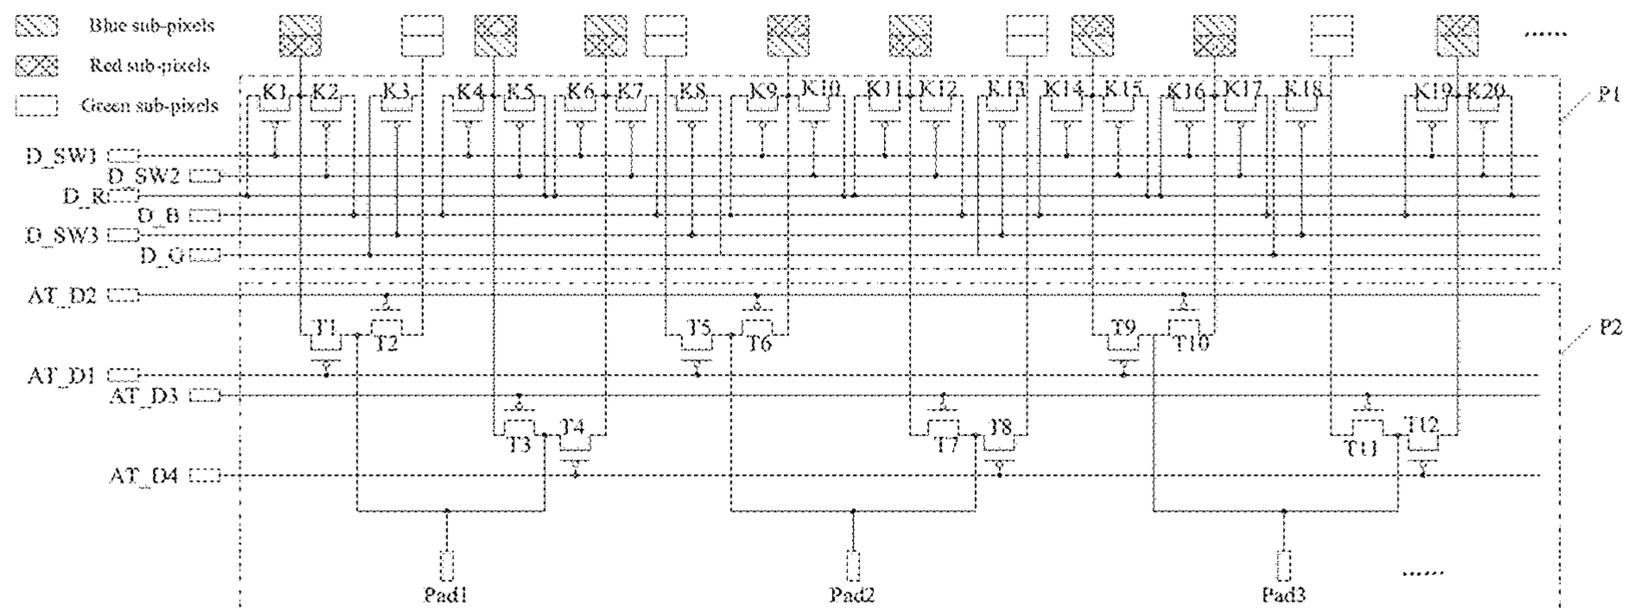 Blue sub-pixels
Red sub-pixels
Green sub-pixels
......
K1 K2 K3 K4 K5 K6 K7 K8 K9 K10 K11 K12 K13 K14 K15 K16 K17 K18 K19 K20
P1
D_SW1
D_SW2
D_R
D_B
D_SW3
D_G
AT_D2
T1 T2 T5 T6 T9 T10
P2
AT_D1
AT_D3
T3 T4 T7 T8 T11 T12
AT_D4
......
Pad1 Pad2 Pad3